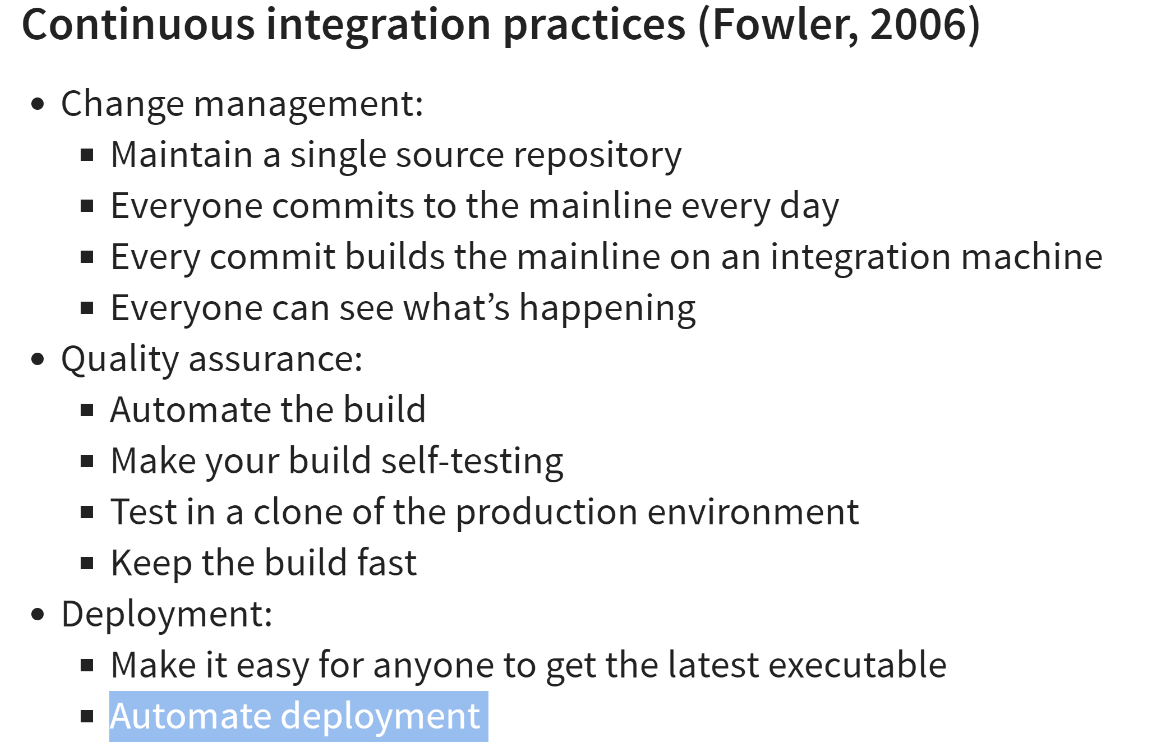 Continuous integration practices (Fowler, 2006)
• Change management:
▪ Maintain a single source repository
▪ Everyone commits to the mainline every day
▪ Every commit builds the mainline on an integration machine
▪ Everyone can see what’s happening
• Quality assurance:
▪ Automate the build
▪ Make your build self-testing
▪ Test in a clone of the production environment
▪ Keep the build fast
• Deployment:
▪ Make it easy for anyone to get the latest executable
▪ Automate deployment